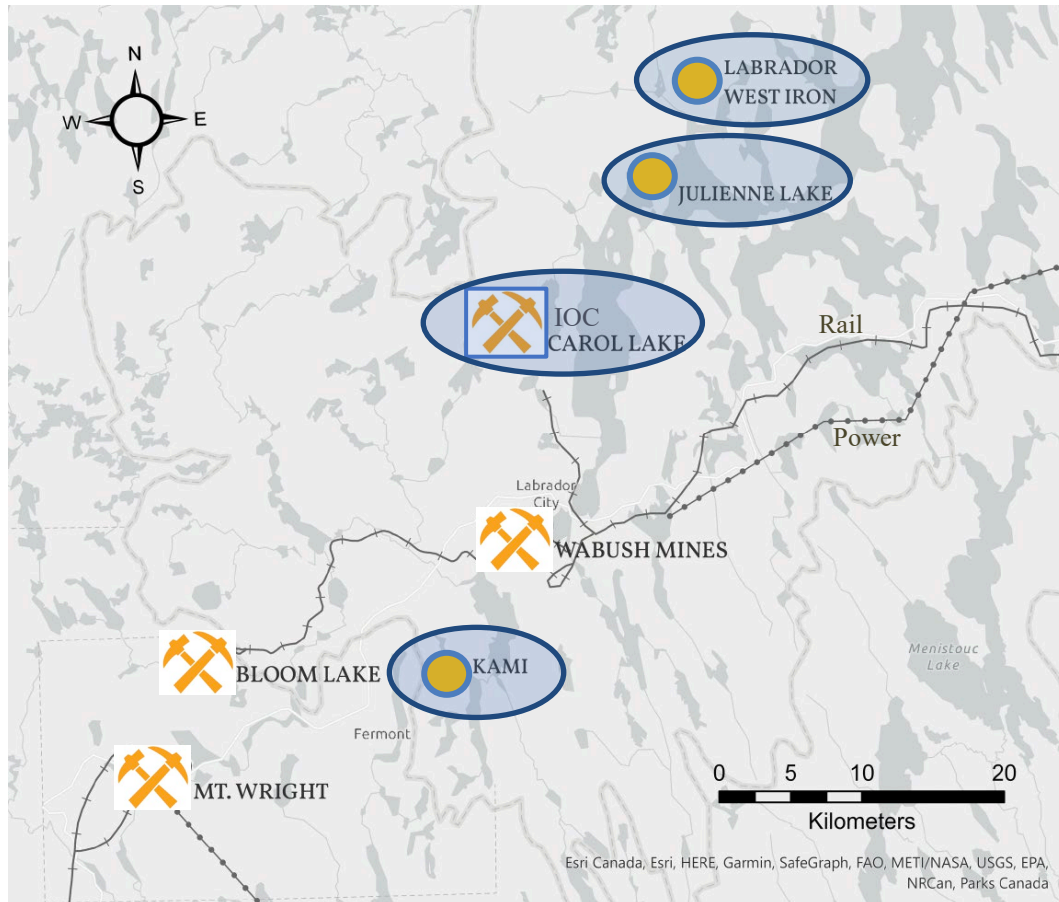 N
W
E
S
LABRADOR
WEST IRON
JULIENNE LAKE
IOC
CAROL LAKE
Rail
Power
Labrador
City
WABUSH MINES
BLOOM LAKE
KAMI
Menistouc
Lake
Fermont
MT. WRIGHT
0 5 10 20
Kilometers
Esri Canada, Esri, HERE, Garmin, SafeGraph, FAO, METI/NASA, USGS, EPA,
NRCan, Parks Canada